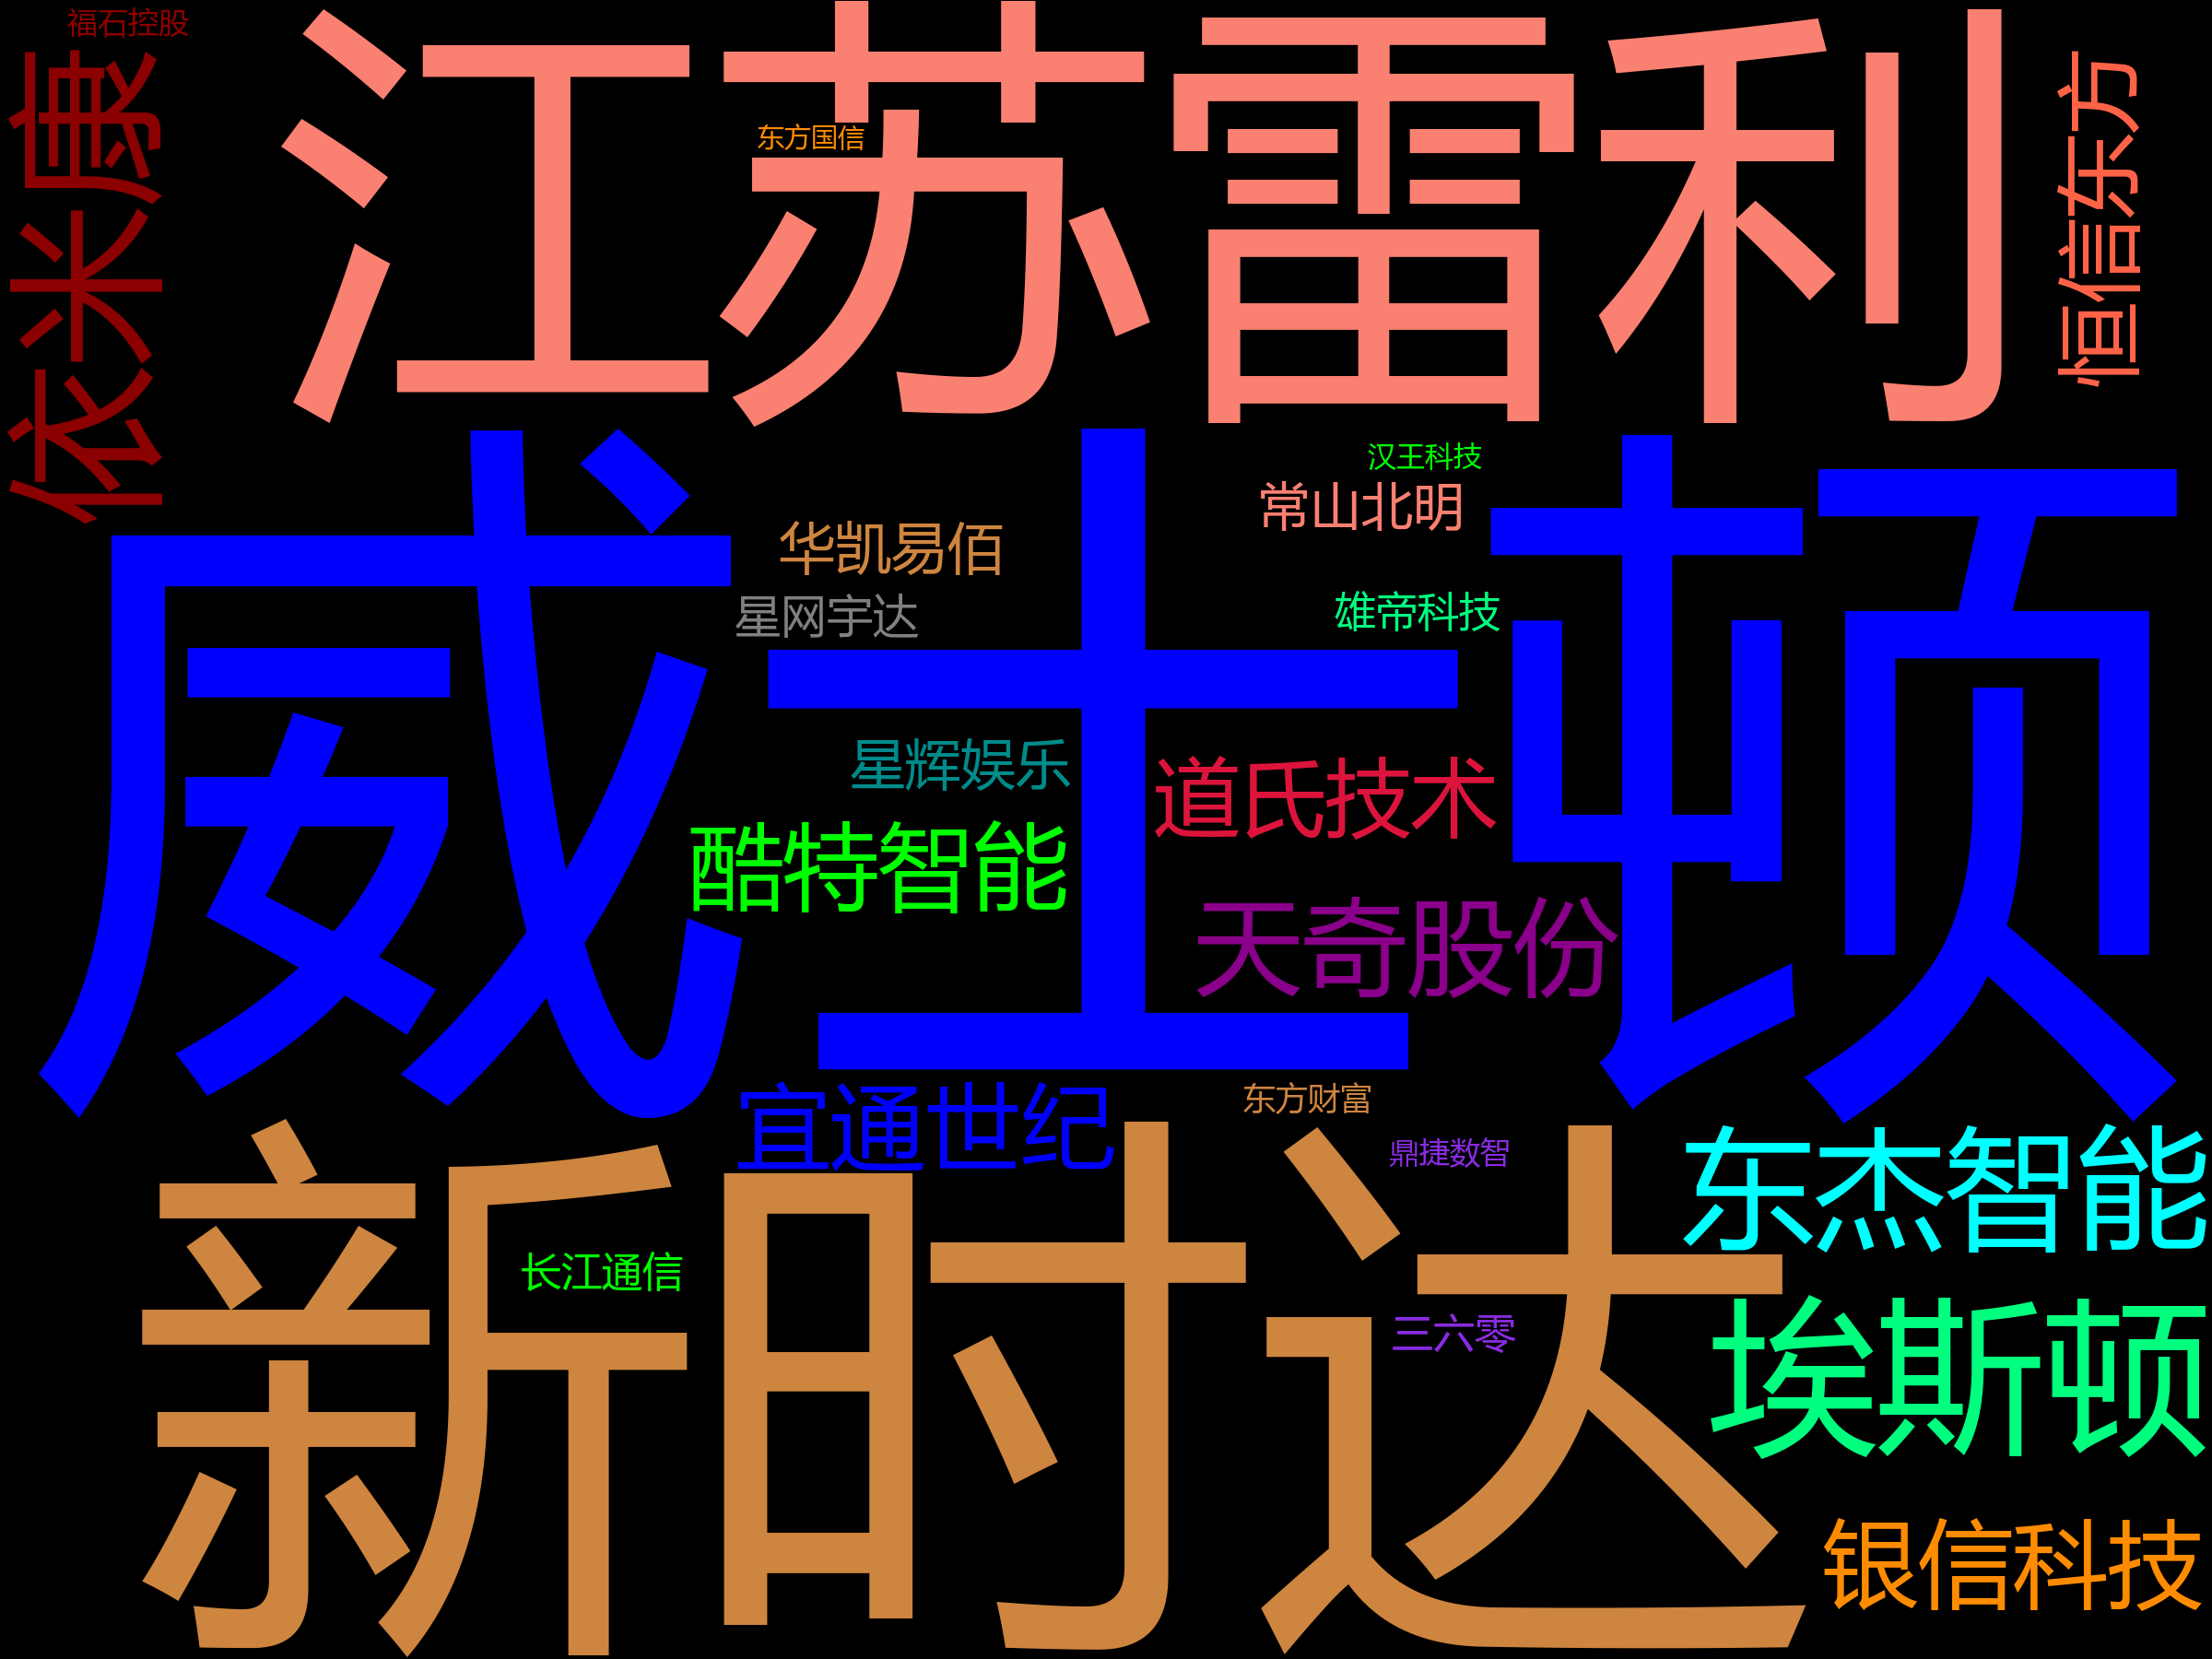 福石控股
依米康
江苏雷利
东方国信
恒信东方
汉王科技
常山北明
华凯易佰
星网宇达
雄帝科技
威士顿
星辉娱乐
道氏技术
酷特智能
天奇股份
宜通世纪
东方财富
鼎捷数智
东杰智能
长江通信
三六零
新时达
埃斯顿
银信科技